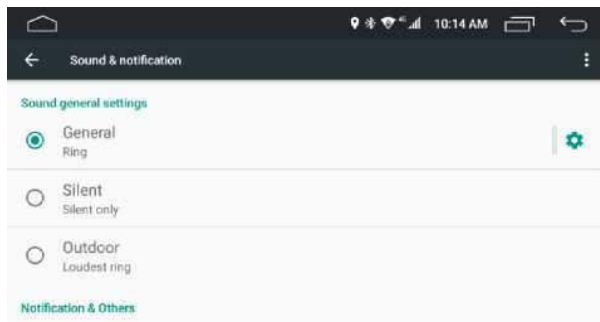 10:14 AM
Sound & notification
Sound general settings
General
Ring
Silent
Silent only
Outdoor
Loudest ring
Notification & Others